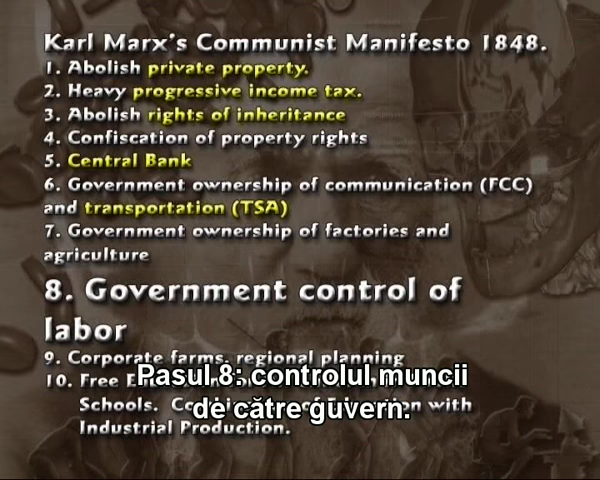 Karl Marx's Communist Manifesto 1848.
1. Abolish private property.
2. Heavy progressive income tax.
3. Abolish rights of inheritance
4. Confiscation of property rights
5. Central Bank
6. Government ownership of communication (FCC)
and transportation (TSA)
7. Government ownership of factories and
agriculture
8. Government control of
labor
9. Corporate farms, regional planning
10. Free
Schools. with
Industrial Production.
Pasul 8: controlul muncii
de către guvern.